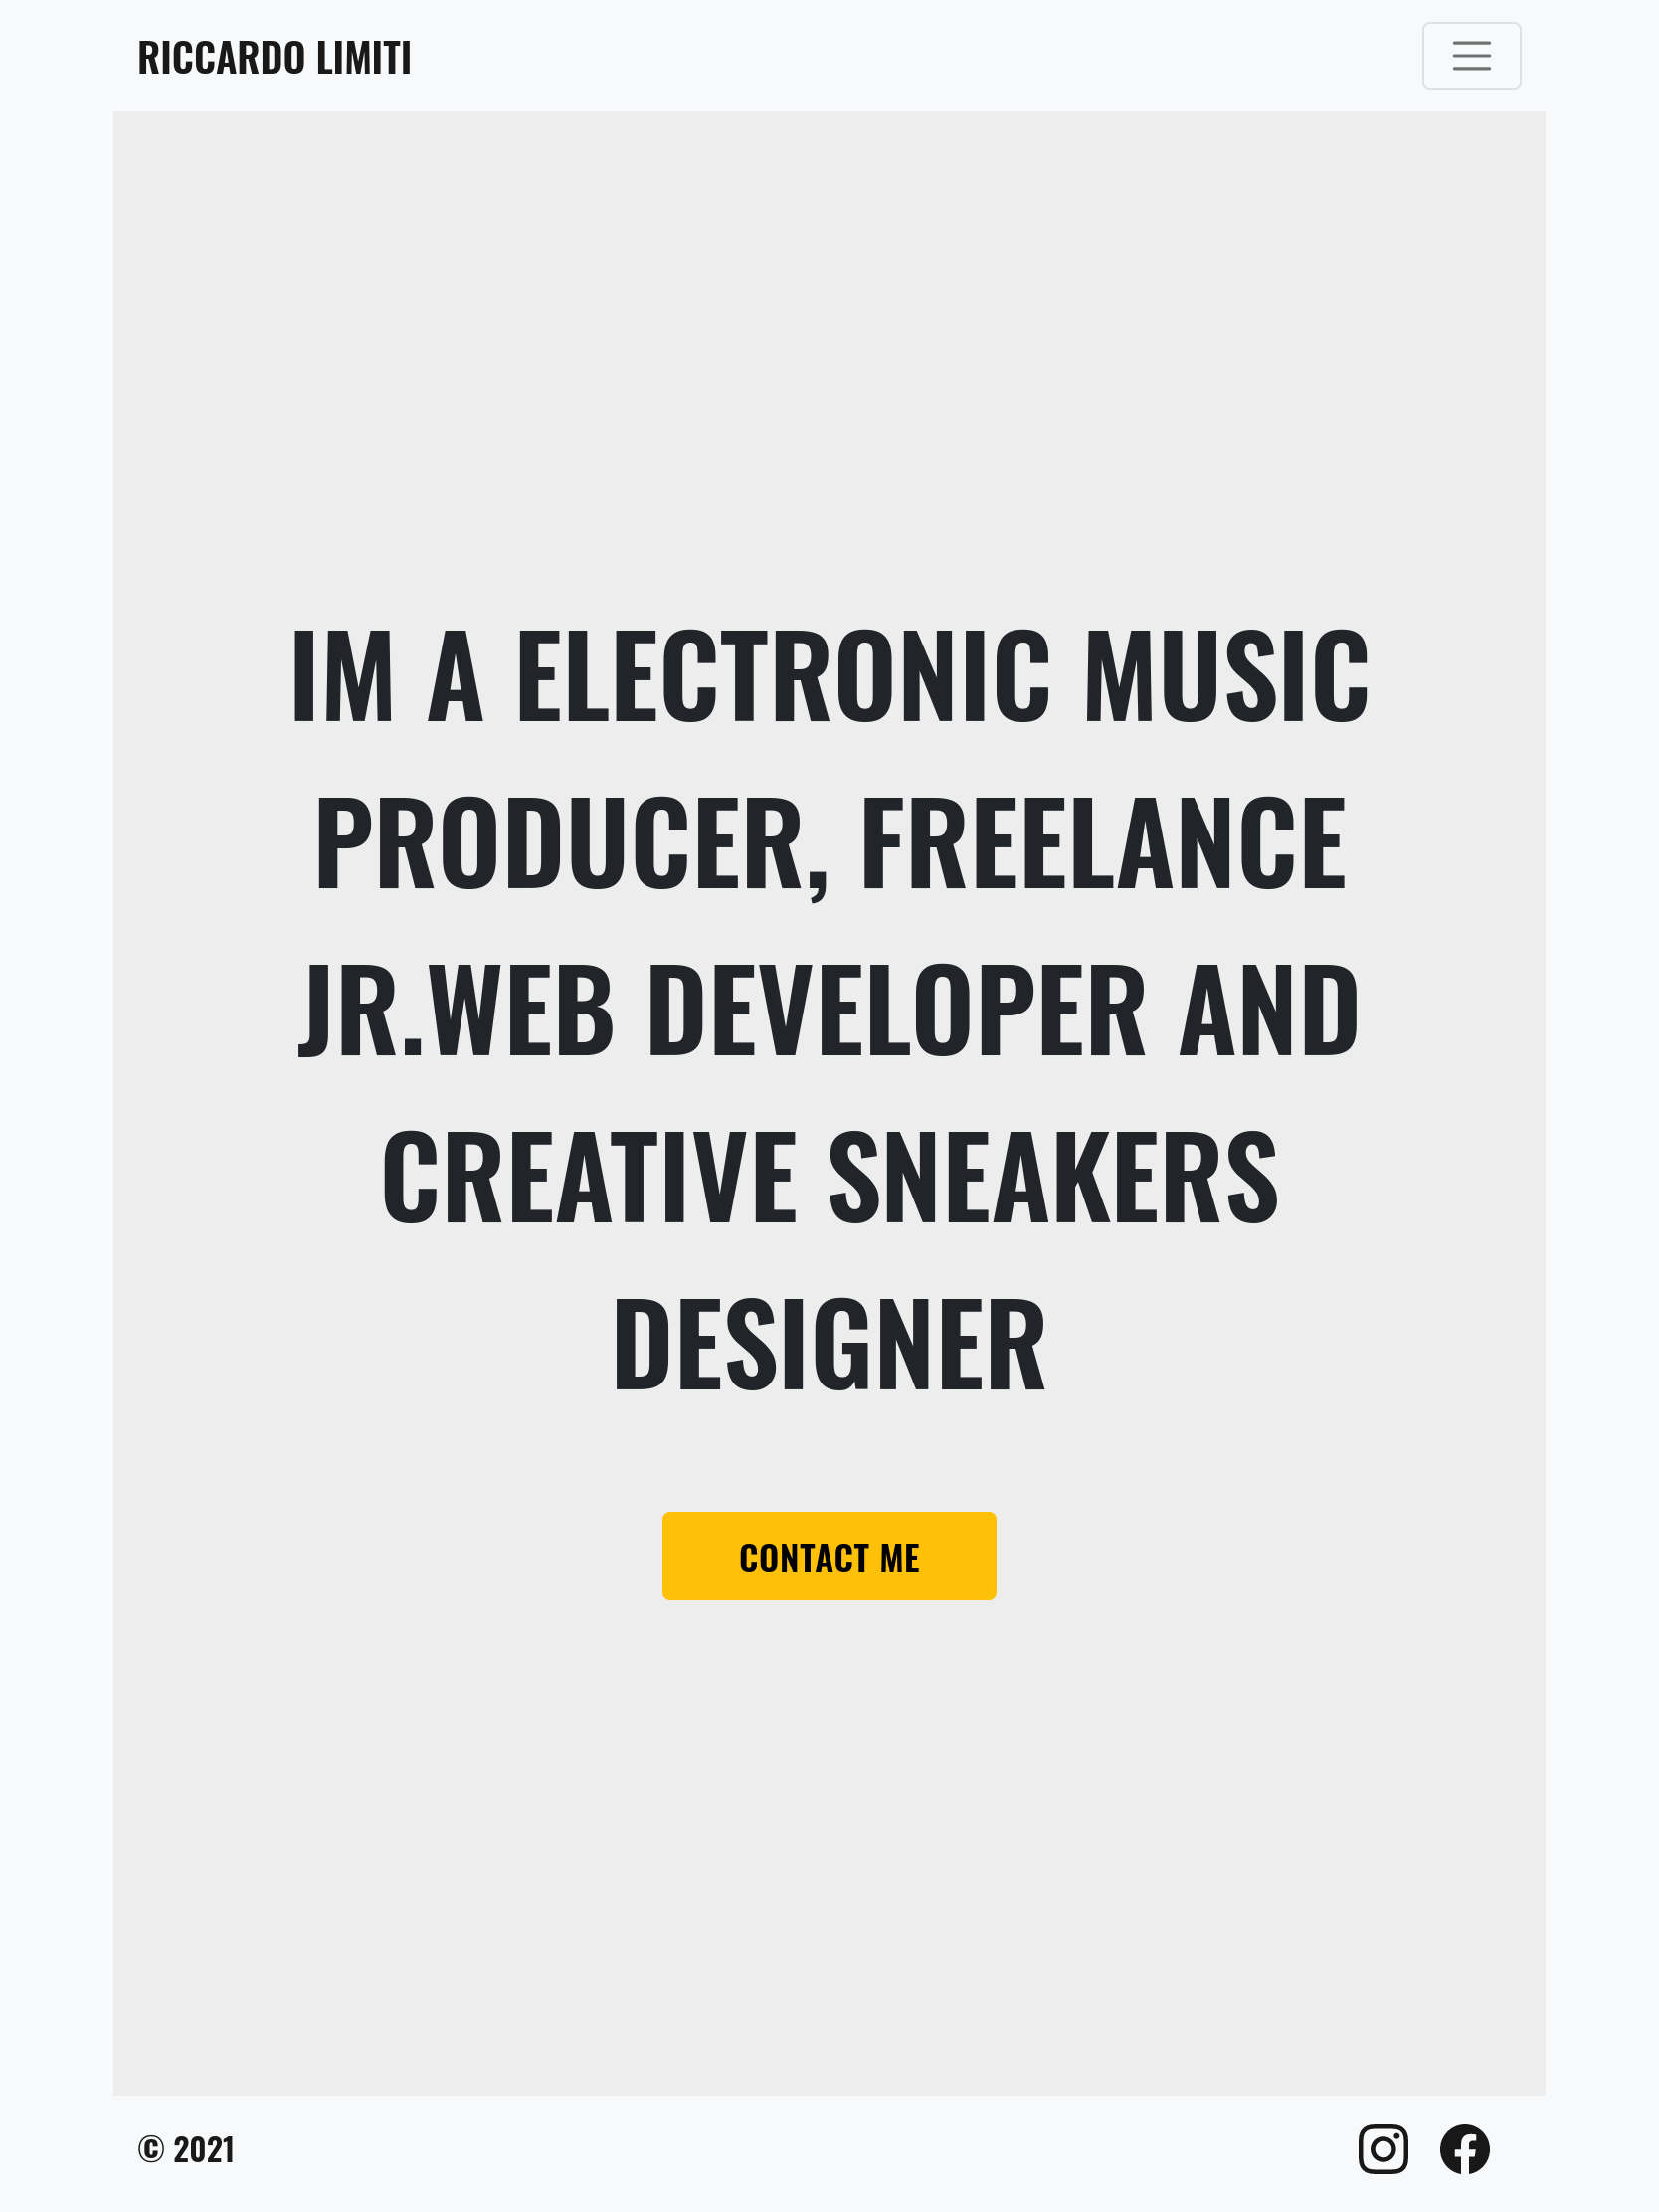 RICCARDO LIMITI
IM A ELECTRONIC MUSIC
PRODUCER, FREELANCE
JR.WEB DEVELOPER AND
CREATIVE SNEAKERS
DESIGNER
CONTACT ME
© 2021